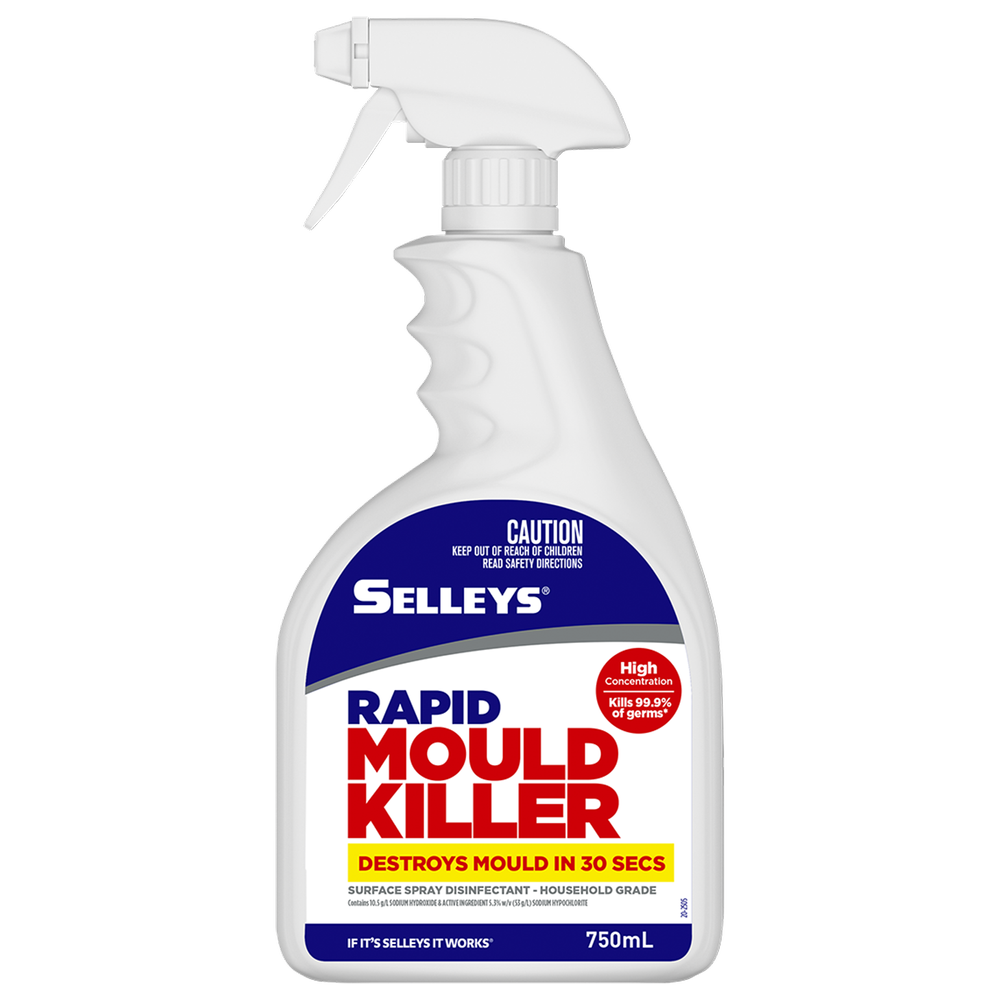 CAUTION
KEEP OUT OF REACH OF CHILDREN
READ SAFETY DIRECTIONS
SELLEYS®
High
Concentration
Kills 99.9%
of germs*
RAPID
MOULD
KILLER
DESTROYS MOULD IN 30 SECS
SURFACE SPRAY DISINFECTANT - HOUSEHOLD GRADE
Contains 10.5 g/L SODIUM HYDROXIDE & ACTIVE INGREDIENT 5.3% w/v (53 g/L) SODIUM HYPOCHLORITE
20-2505
IF IT'S SELLEYS IT WORKS®
750mL